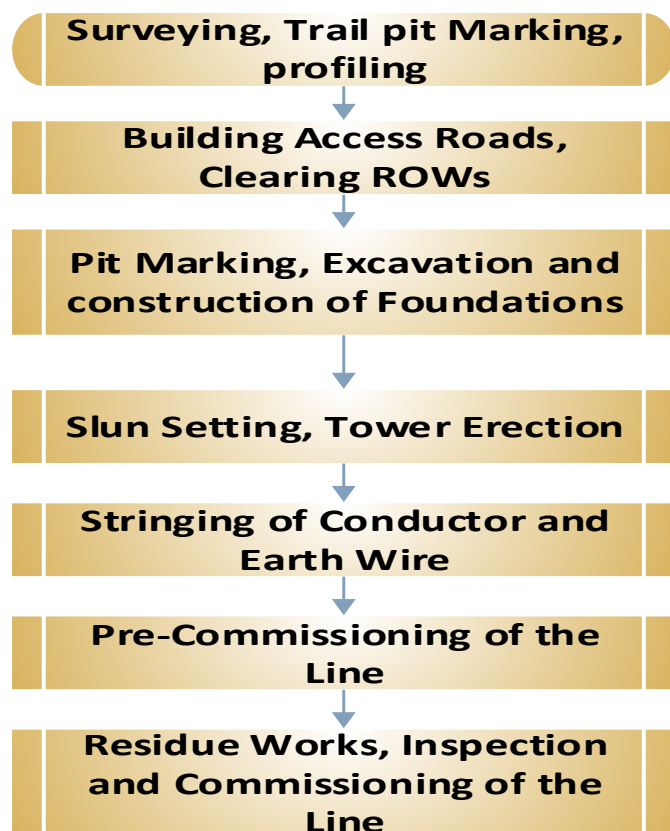 Surveying, Trail pit Marking,
profiling
Building Access Roads,
Clearing ROWs
Pit Marking, Excavation and
construction of Foundations
Slun Setting, Tower Erection
Stringing of Conductor and
Earth Wire
Pre-Commissioning of the
Line
Residue Works, Inspection
and Commissioning of the
Line